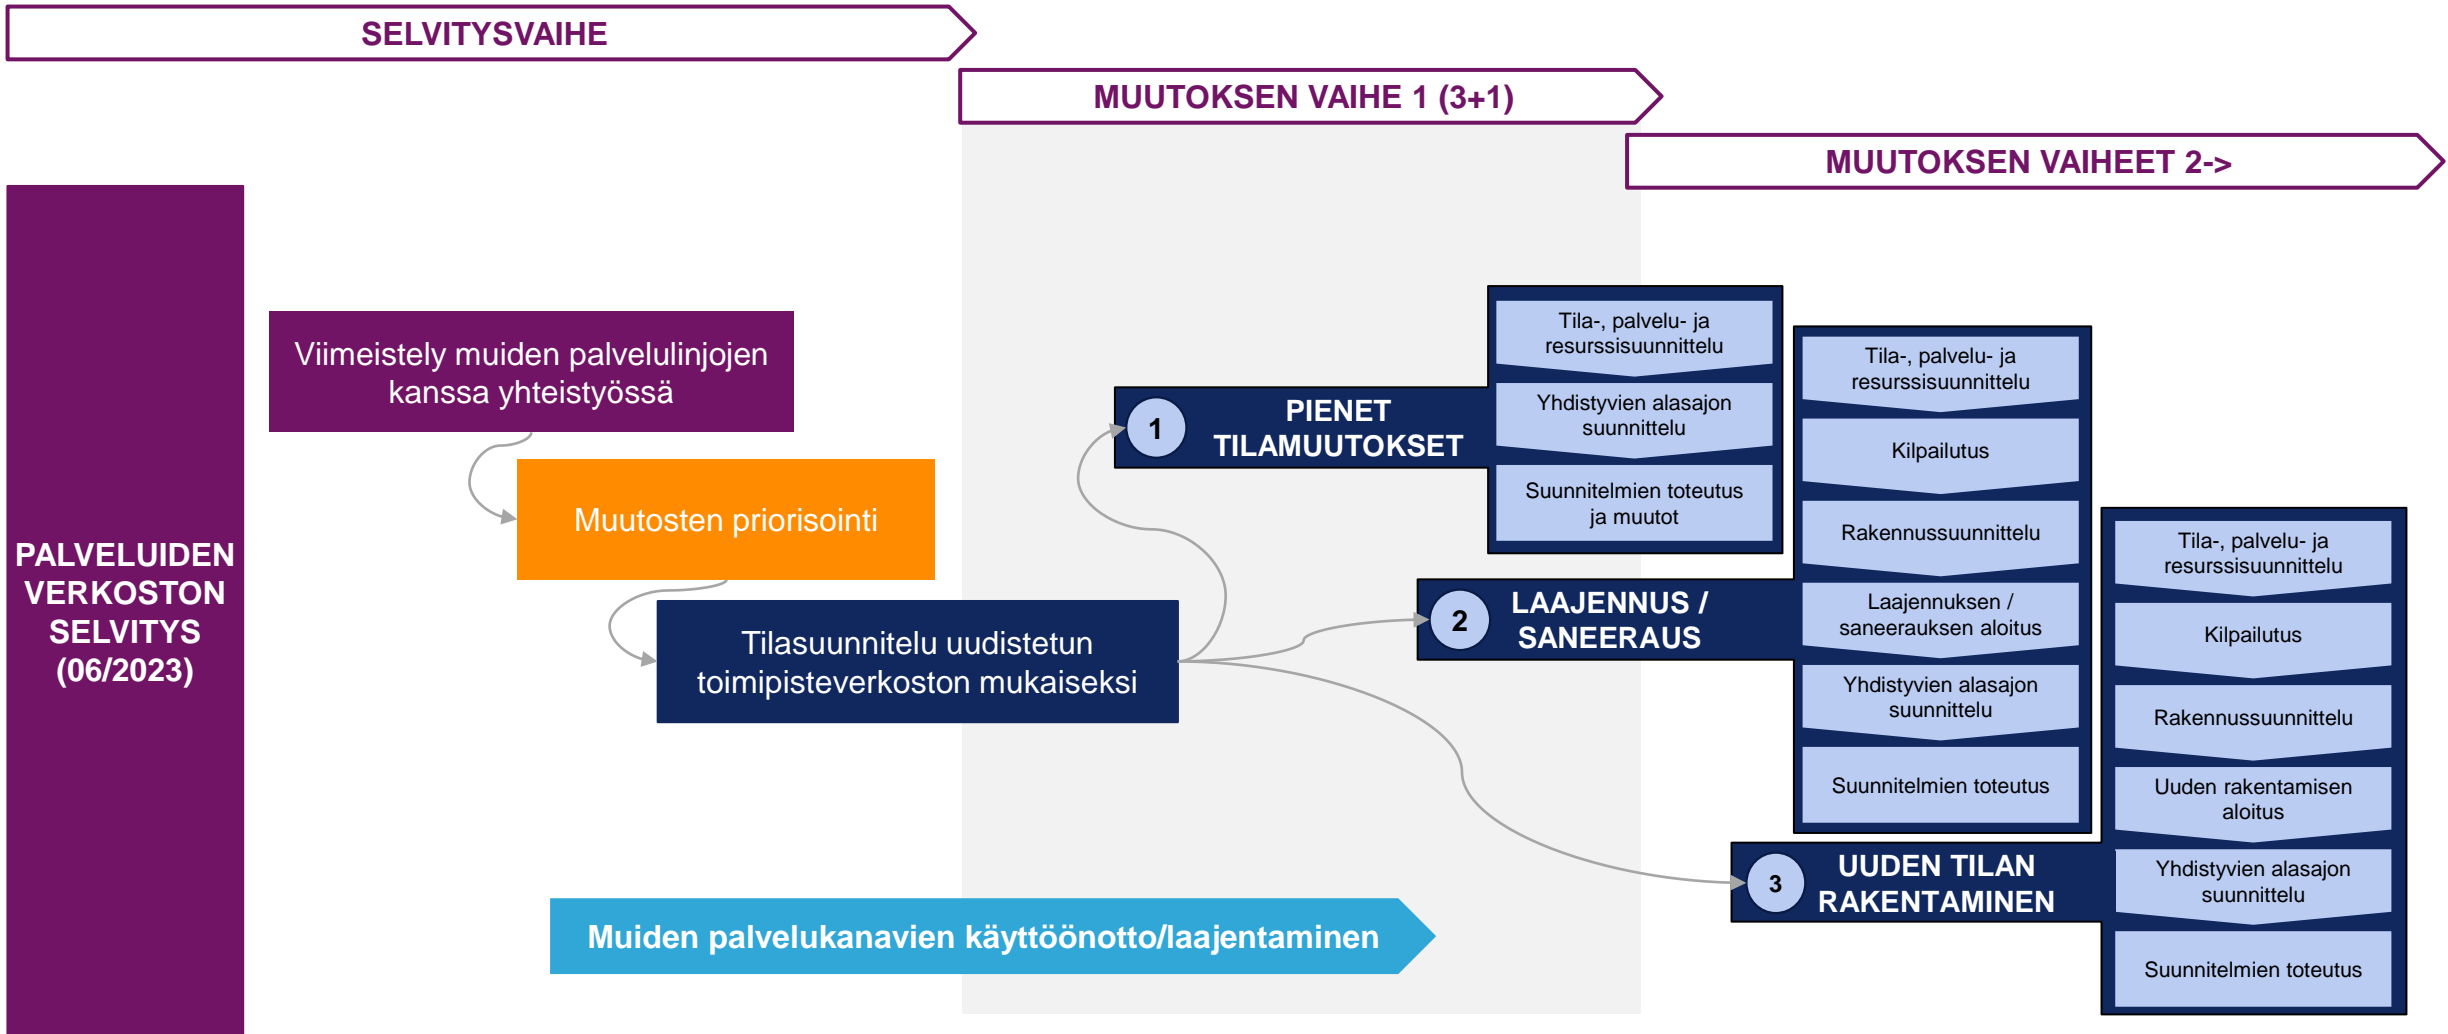 SELVITYSVAIHE
MUUTOKSEN VAIHE 1 (3+1)
MUUTOKSEN VAIHEET 2->
PALVELUIDEN
VERKOSTON
SELVITYS
(06/2023)
Viimeistely muiden palvelulinjojen
kanssa yhteistyössä
Muutosten priorisointi
Tilasuunnitelu uudistetun
toimipisteverkoston mukaiseksi
Muiden palvelukanavien käyttöönotto/laajentaminen
1
PIENET
TILAMUUTOKSET
Tila-, palvelu- ja
resurssisuunnittelu
Yhdistyvien alasajon
suunnittelu
Suunnitelmien toteutus
ja muutot
2
LAAJENNUS /
SANEERAUS
Tila-, palvelu- ja
resurssisuunnittelu
Kilpailutus
Rakennussuunnittelu
Laajennuksen /
saneerauksen aloitus
Yhdistyvien alasajon
suunnittelu
Suunnitelmien toteutus
3
UUDEN TILAN
RAKENTAMINEN
Tila-, palvelu- ja
resurssisuunnittelu
Kilpailutus
Rakennussuunnittelu
Uuden rakentamisen
aloitus
Yhdistyvien alasajon
suunnittelu
Suunnitelmien toteutus